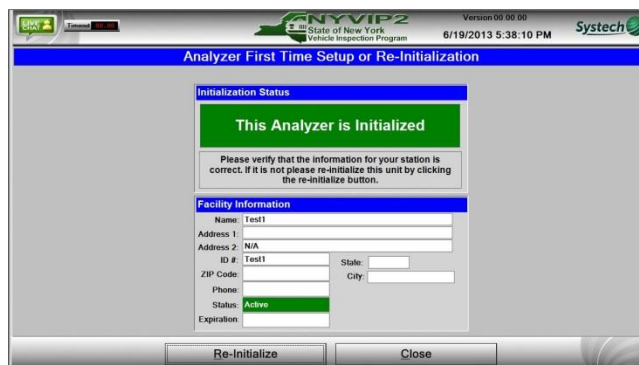 LIVE CHAT
Timeout 00:00
NYVIP2
State of New York
Vehicle Inspection Program
Version 00.00.00
6/19/2013 5:38:10 PM
Systech
Analyzer First Time Setup or Re-Initialization
Initialization Status
This Analyzer is Initialized
Please verify that the information for your station is
correct. If it is not please re-initialize this unit by clicking
the re-initialize button.
Facility Information
Name: Test1
Address 1:
Address 2: N/A
ID #: Test1 State:
ZIP Code: City:
Phone:
Status: Active
Expiration:
Re-Initialize Close